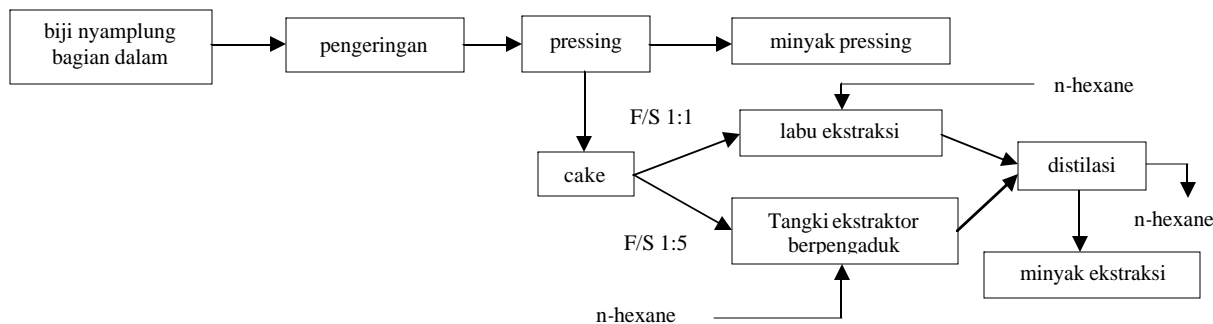 biji nyamplung
bagian dalam
pengeringan
pressing
minyak pressing
n-hexane
F/S 1:1
labu ekstraksi
cake
distilasi
F/S 1:5
Tangki ekstraktor
berpengaduk
n-hexane
minyak ekstraksi
n-hexane